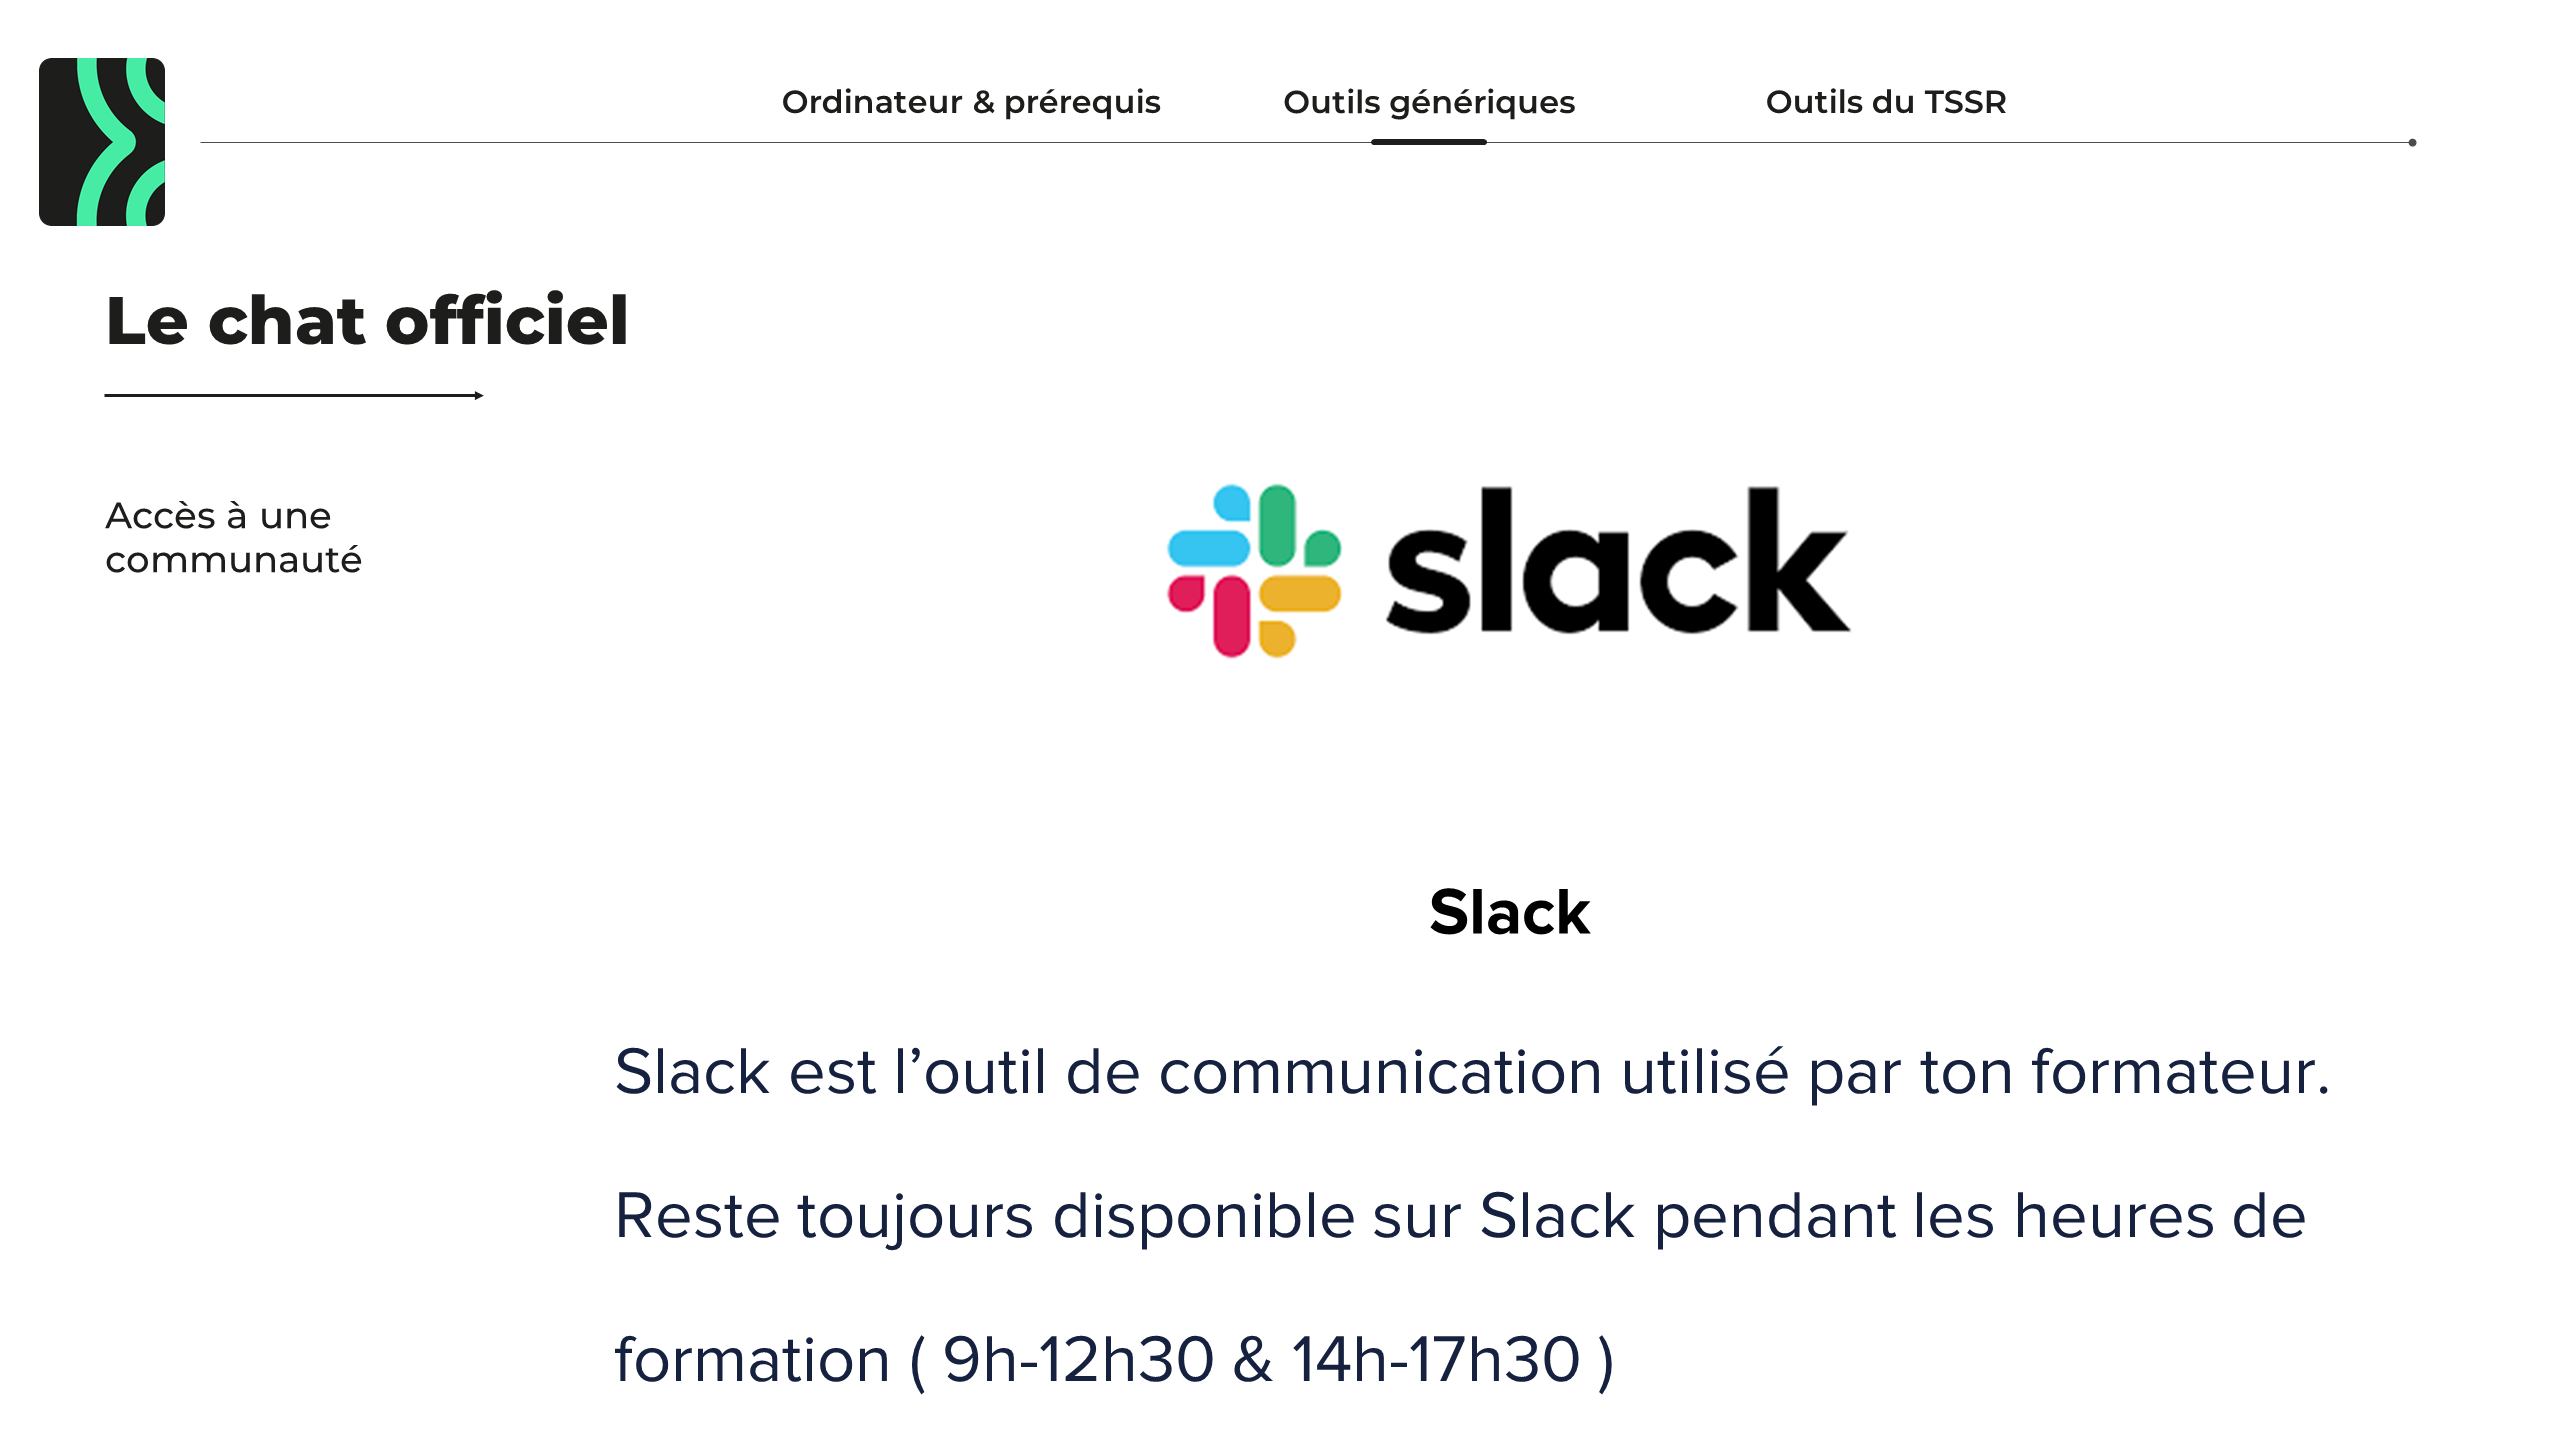 Ordinateur & prérequis
Outils génériques
Outils du TSSR
Le chat officiel
Accès à une
communauté
slack
Slack
Slack est l’outil de communication utilisé par ton formateur.
Reste toujours disponible sur Slack pendant les heures de
formation ( 9h-12h30 & 14h-17h30 )